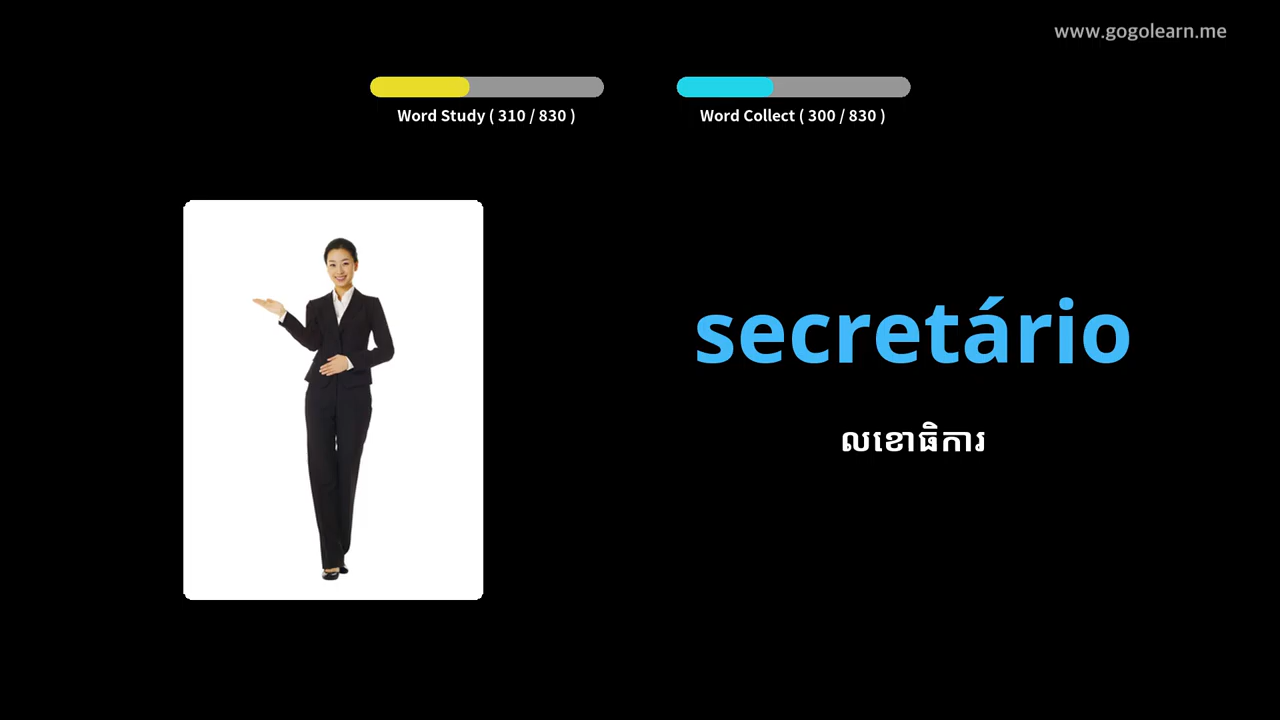 www.gogolearn.me
Word Study ( 310 / 830 )
Word Collect ( 300 / 830 )
secretário
លេខាធិការ